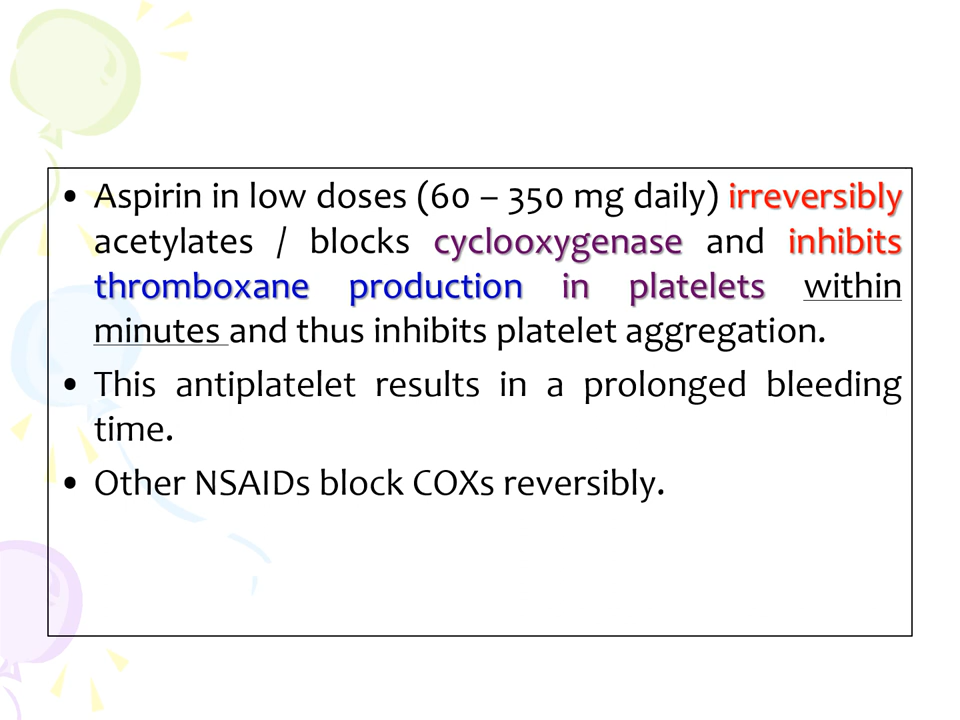 • Aspirin in low doses (60 – 350 mg daily) irreversibly
acetylates / blocks cyclooxygenase and inhibits
thromboxane production in platelets within
minutes and thus inhibits platelet aggregation.
• This antiplatelet results in a prolonged bleeding
time.
• Other NSAIDs block COXs reversibly.